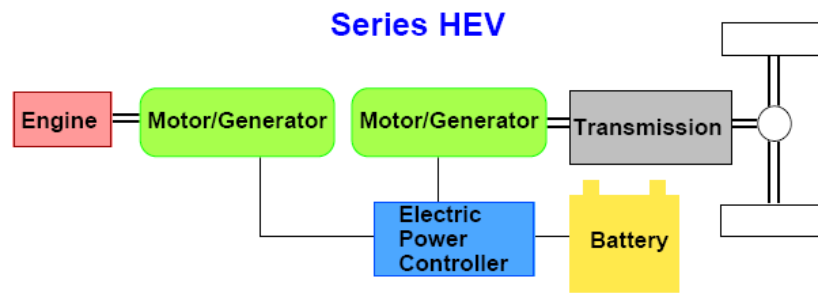 Series HEV
Engine
Motor/Generator
Motor/Generator
Transmission
Electric
Power
Controller
Battery